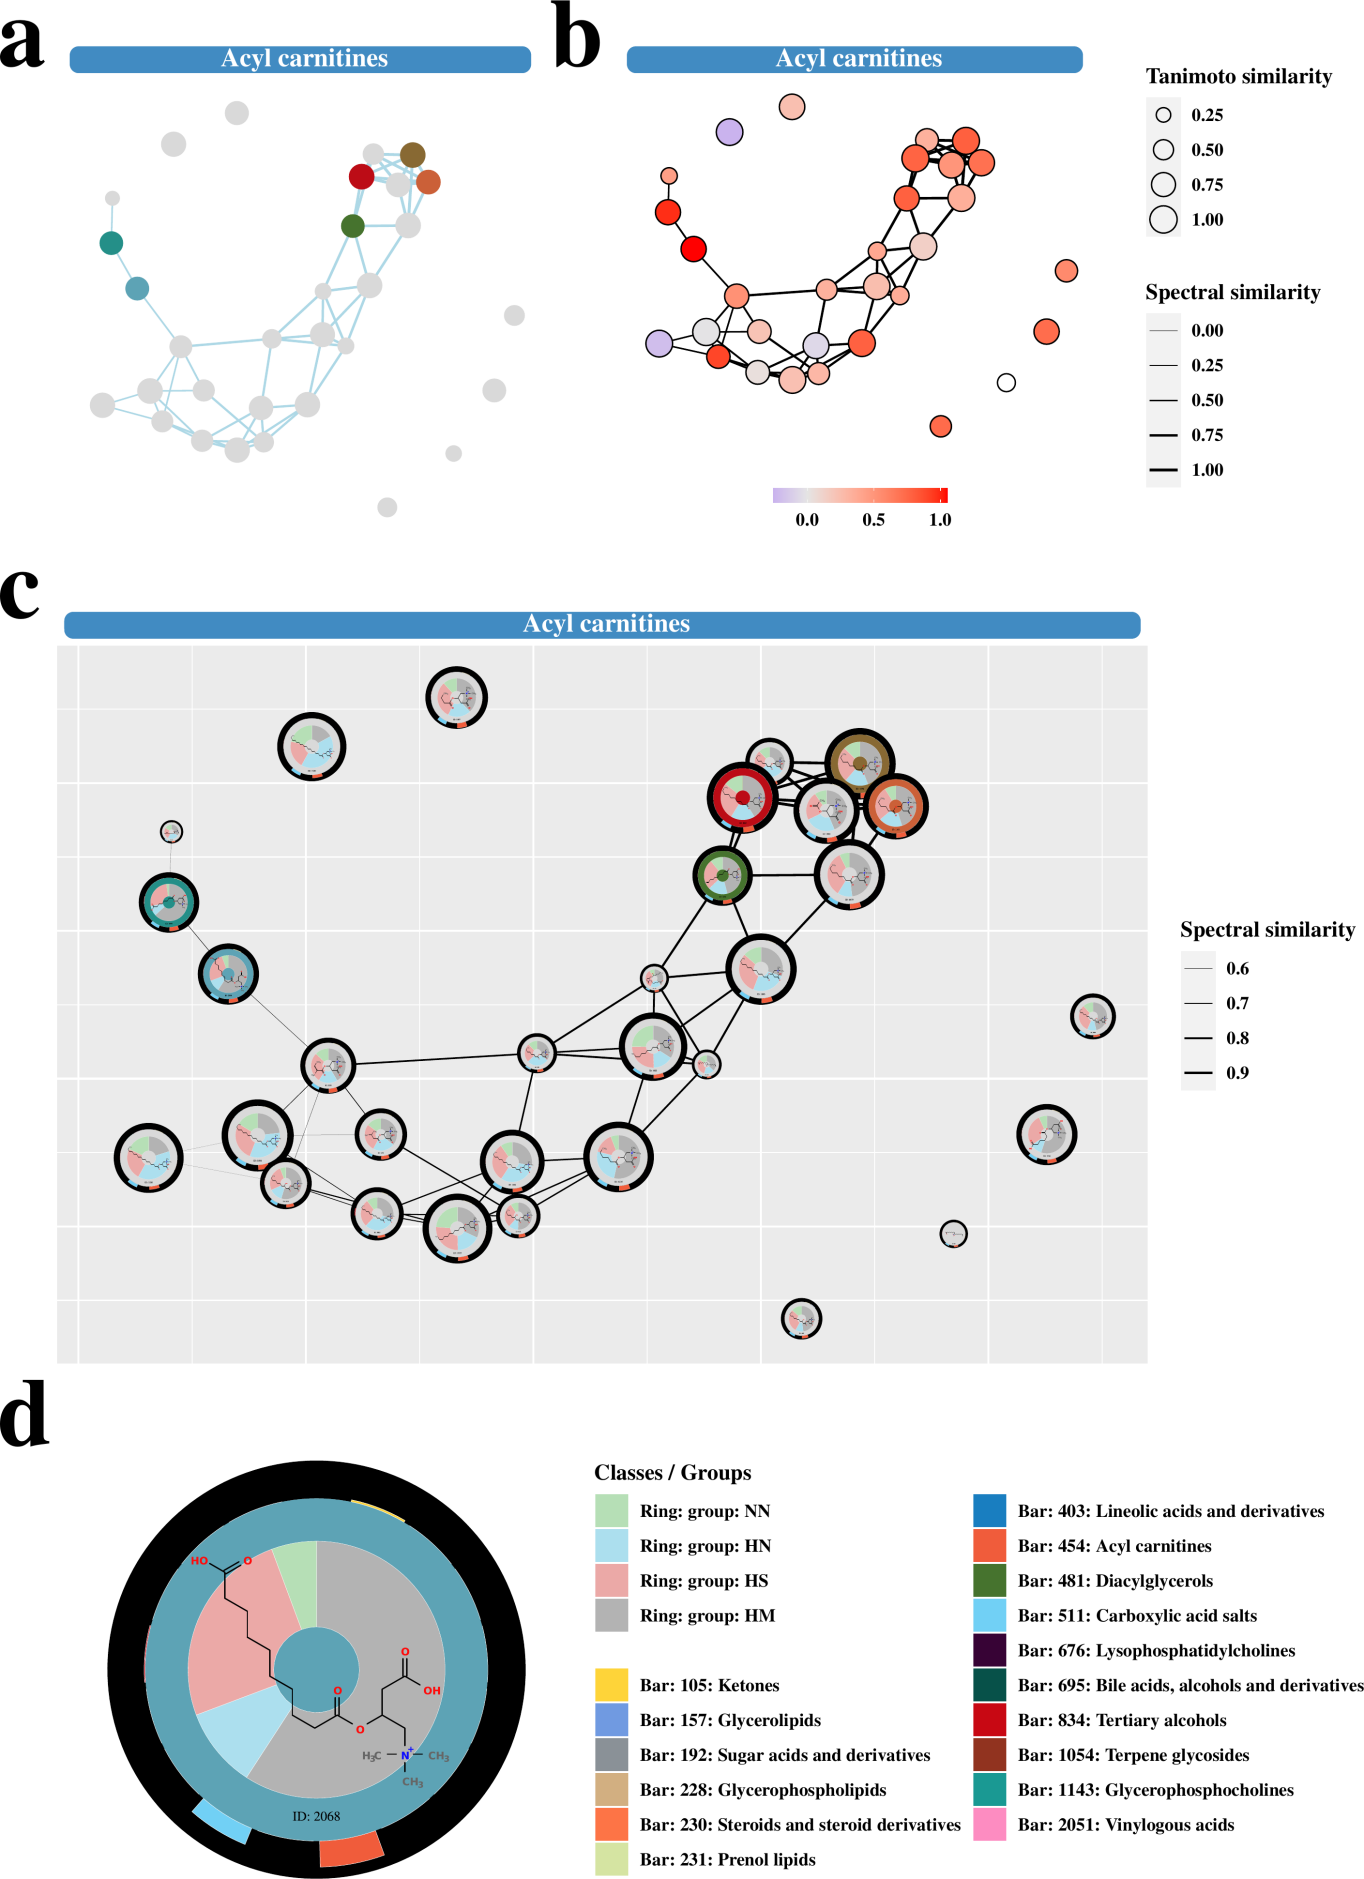 a
Acyl carnitines
b
Acyl carnitines
Tanimoto similarity
0.25
0.50
0.75
1.00
Spectral similarity
0.00
0.25
0.50
0.75
1.00
0.0 0.5 1.0
c
Acyl carnitines
Spectral similarity
0.6
0.7
0.8
0.9
d
HO
O
O
O
O
OH
H₃C N⁺ CH₃
CH₃
ID: 2068
Classes / Groups
Ring: group: NN
Ring: group: HN
Ring: group: HS
Ring: group: HM
Bar: 105: Ketones
Bar: 157: Glycerolipids
Bar: 192: Sugar acids and derivatives
Bar: 228: Glycerophospholipids
Bar: 230: Steroids and steroid derivatives
Bar: 231: Prenol lipids
Bar: 403: Lineolic acids and derivatives
Bar: 454: Acyl carnitines
Bar: 481: Diacylglycerols
Bar: 511: Carboxylic acid salts
Bar: 676: Lysophosphatidylcholines
Bar: 695: Bile acids, alcohols and derivatives
Bar: 834: Tertiary alcohols
Bar: 1054: Terpene glycosides
Bar: 1143: Glycerophosphocholines
Bar: 2051: Vinylogous acids